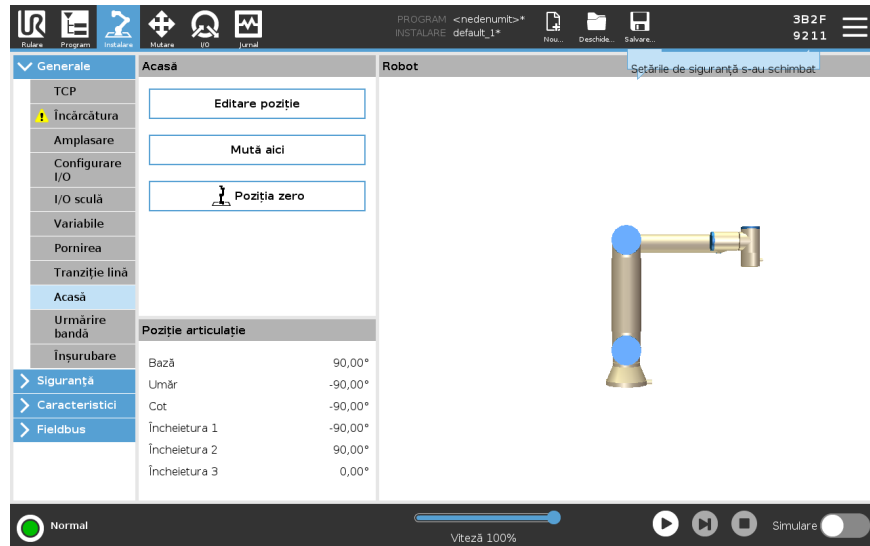 PROGRAM <nedenumit>*
INSTALARE default_1*
3B2F
9211
Rulare Program Instalare Mutare I/O Jurnal Nou... Deschide... Salvare...
Setările de siguranță s-au schimbat
Generale
TCP
Încărcătura
Amplasare
Configurare
I/O
I/O sculă
Variabile
Pornirea
Tranziție lină
Acasă
Urmărire
bandă
Înșurubare
Siguranță
Caracteristici
Fieldbus
Acasă
Editare poziție
Mută aici
Poziția zero
Poziție articulație
Bază 90,00°
Umăr -90,00°
Cot -90,00°
Încheietura 1 -90,00°
Încheietura 2 90,00°
Încheietura 3 0,00°
Robot
Normal
Viteză 100%
Simulare